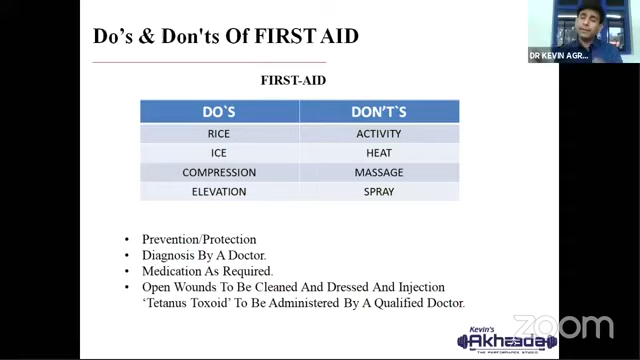 Do's & Don'ts Of FIRST AID
DR KEVIN AGR...
FIRST-AID
DO`S DON'T`S
RICE ACTIVITY
ICE HEAT
COMPRESSION MASSAGE
ELEVATION SPRAY
• Prevention/Protection
• Diagnosis By A Doctor.
• Medication As Required.
• Open Wounds To Be Cleaned And Dressed And Injection
‘Tetanus Toxoid’ To Be Administered By A Qualified Doctor.
Kevin's
Akhaada
THE PERFORMANCE STUDIO
zoom